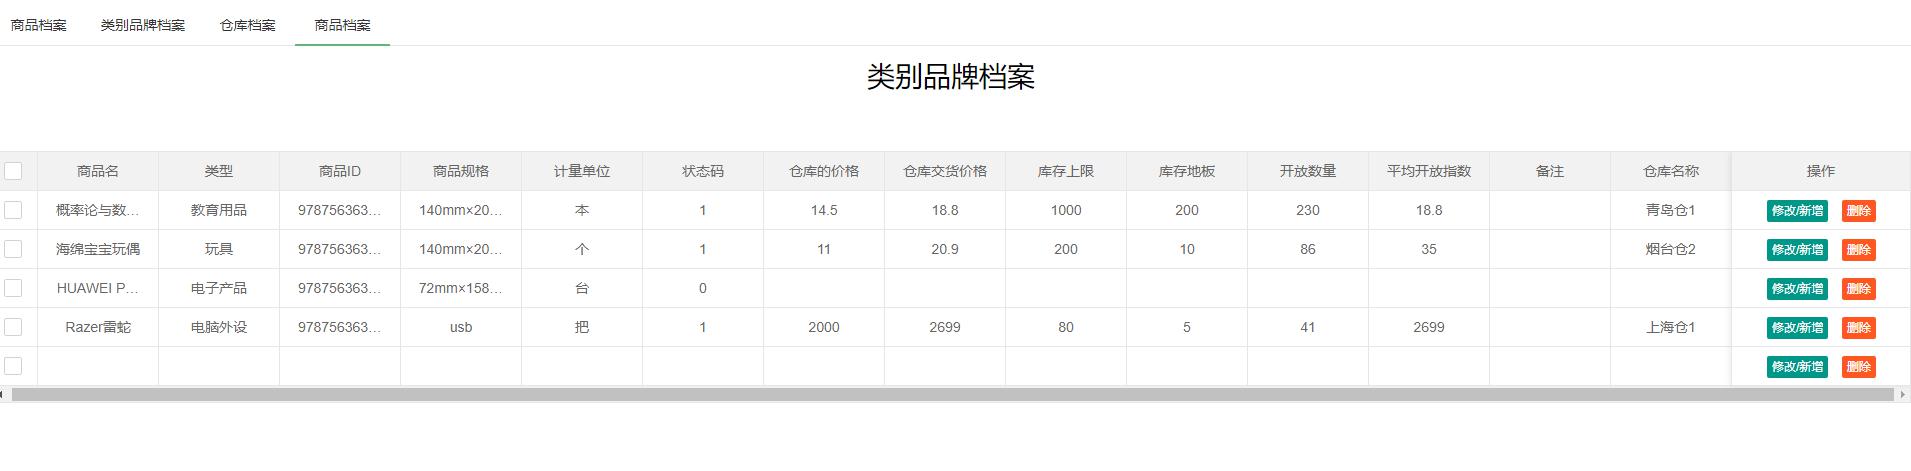 商品档案 类别品牌档案 仓库档案 商品档案
类别品牌档案
商品名 类型 商品ID 商品规格 计量单位 状态码 仓库的价格 仓库交货价格 库存上限 库存地板 开放数量 平均开放指数 备注 仓库名称 操作
概率论与数... 教育用品 978756363... 140mm×20... 本 1 14.5 18.8 1000 200 230 18.8 青岛仓1 修改/新增 删除
海绵宝宝玩偶 玩具 978756363... 140mm×20... 个 1 11 20.9 200 10 86 35 烟台仓2 修改/新增 删除
HUAWEI P... 电子产品 978756363... 72mm×158... 台 0 修改/新增 删除
Razer雷蛇 电脑外设 978756363... usb 把 1 2000 2699 80 5 41 2699 上海仓1 修改/新增 删除
修改/新增 删除